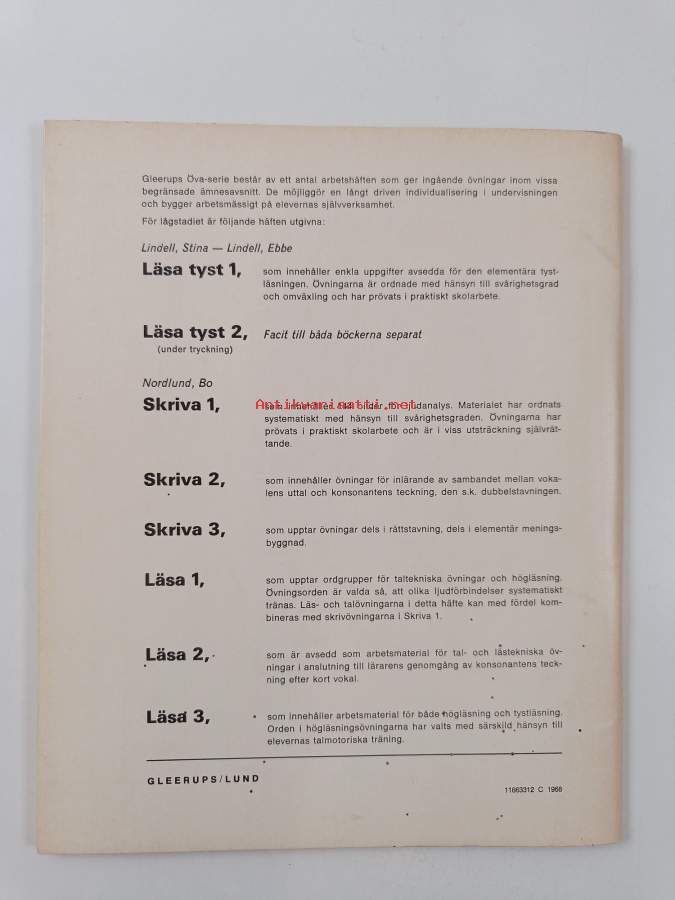 Gleerups Öva-serie består av ett antal arbetshäften som ger ingående övningar inom vissa
begränsade ämnesavsnitt. De möjliggör en långt driven individualisering i undervisningen
och bygger arbetsmässigt på elevernas självverksamhet.
För lågstadiet är följande häften utgivna:
Lindell, Stina — Lindell, Ebbe
Läsa tyst 1,
som innehåller enkla uppgifter avsedda för den elementära tyst-
läsningen. Övningarna är ordnade med hänsyn till svårighetsgrad
och omväxling och har prövats i praktiskt skolarbete.
Läsa tyst 2,
(under tryckning)
Facit till båda böckerna separat
Nordlund, Bo
Skriva 1,
som innehåller bilder för ljudanalys. Materialet har ordnats
systematiskt med hänsyn till svårighetsgraden. Övningarna har
prövats i praktiskt skolarbete och är i viss utsträckning självrät-
tande.
Antikvariaatti.net
Skriva 2,
som innehåller övningar för inlärande av sambandet mellan voka-
lens uttal och konsonantens teckning, den s.k. dubbelstavningen.
Skriva 3,
som upptar övningar dels i rättstavning, dels i elementär menings-
byggnad.
Läsa 1,
som upptar ordgrupper för taltekniska övningar och högläsning.
Övningsorden är valda så, att olika ljudförbindelser systematiskt
tränas. Läs- och talövningarna i detta häfte kan med fördel kom-
bineras med skrivövningarna i Skriva 1.
Läsa 2,
som är avsedd som arbetsmaterial för tal- och lästekniska öv-
ningar i anslutning till lärarens genomgång av konsonantens teck-
ning efter kort vokal.
Läsa 3,
som innehåller arbetsmaterial för både högläsning och tystläsning.
Orden i högläsningsövningarna har valts med särskild hänsyn till
elevernas talmotoriska träning.
GLEERUPS/LUND
11663312 C 1968